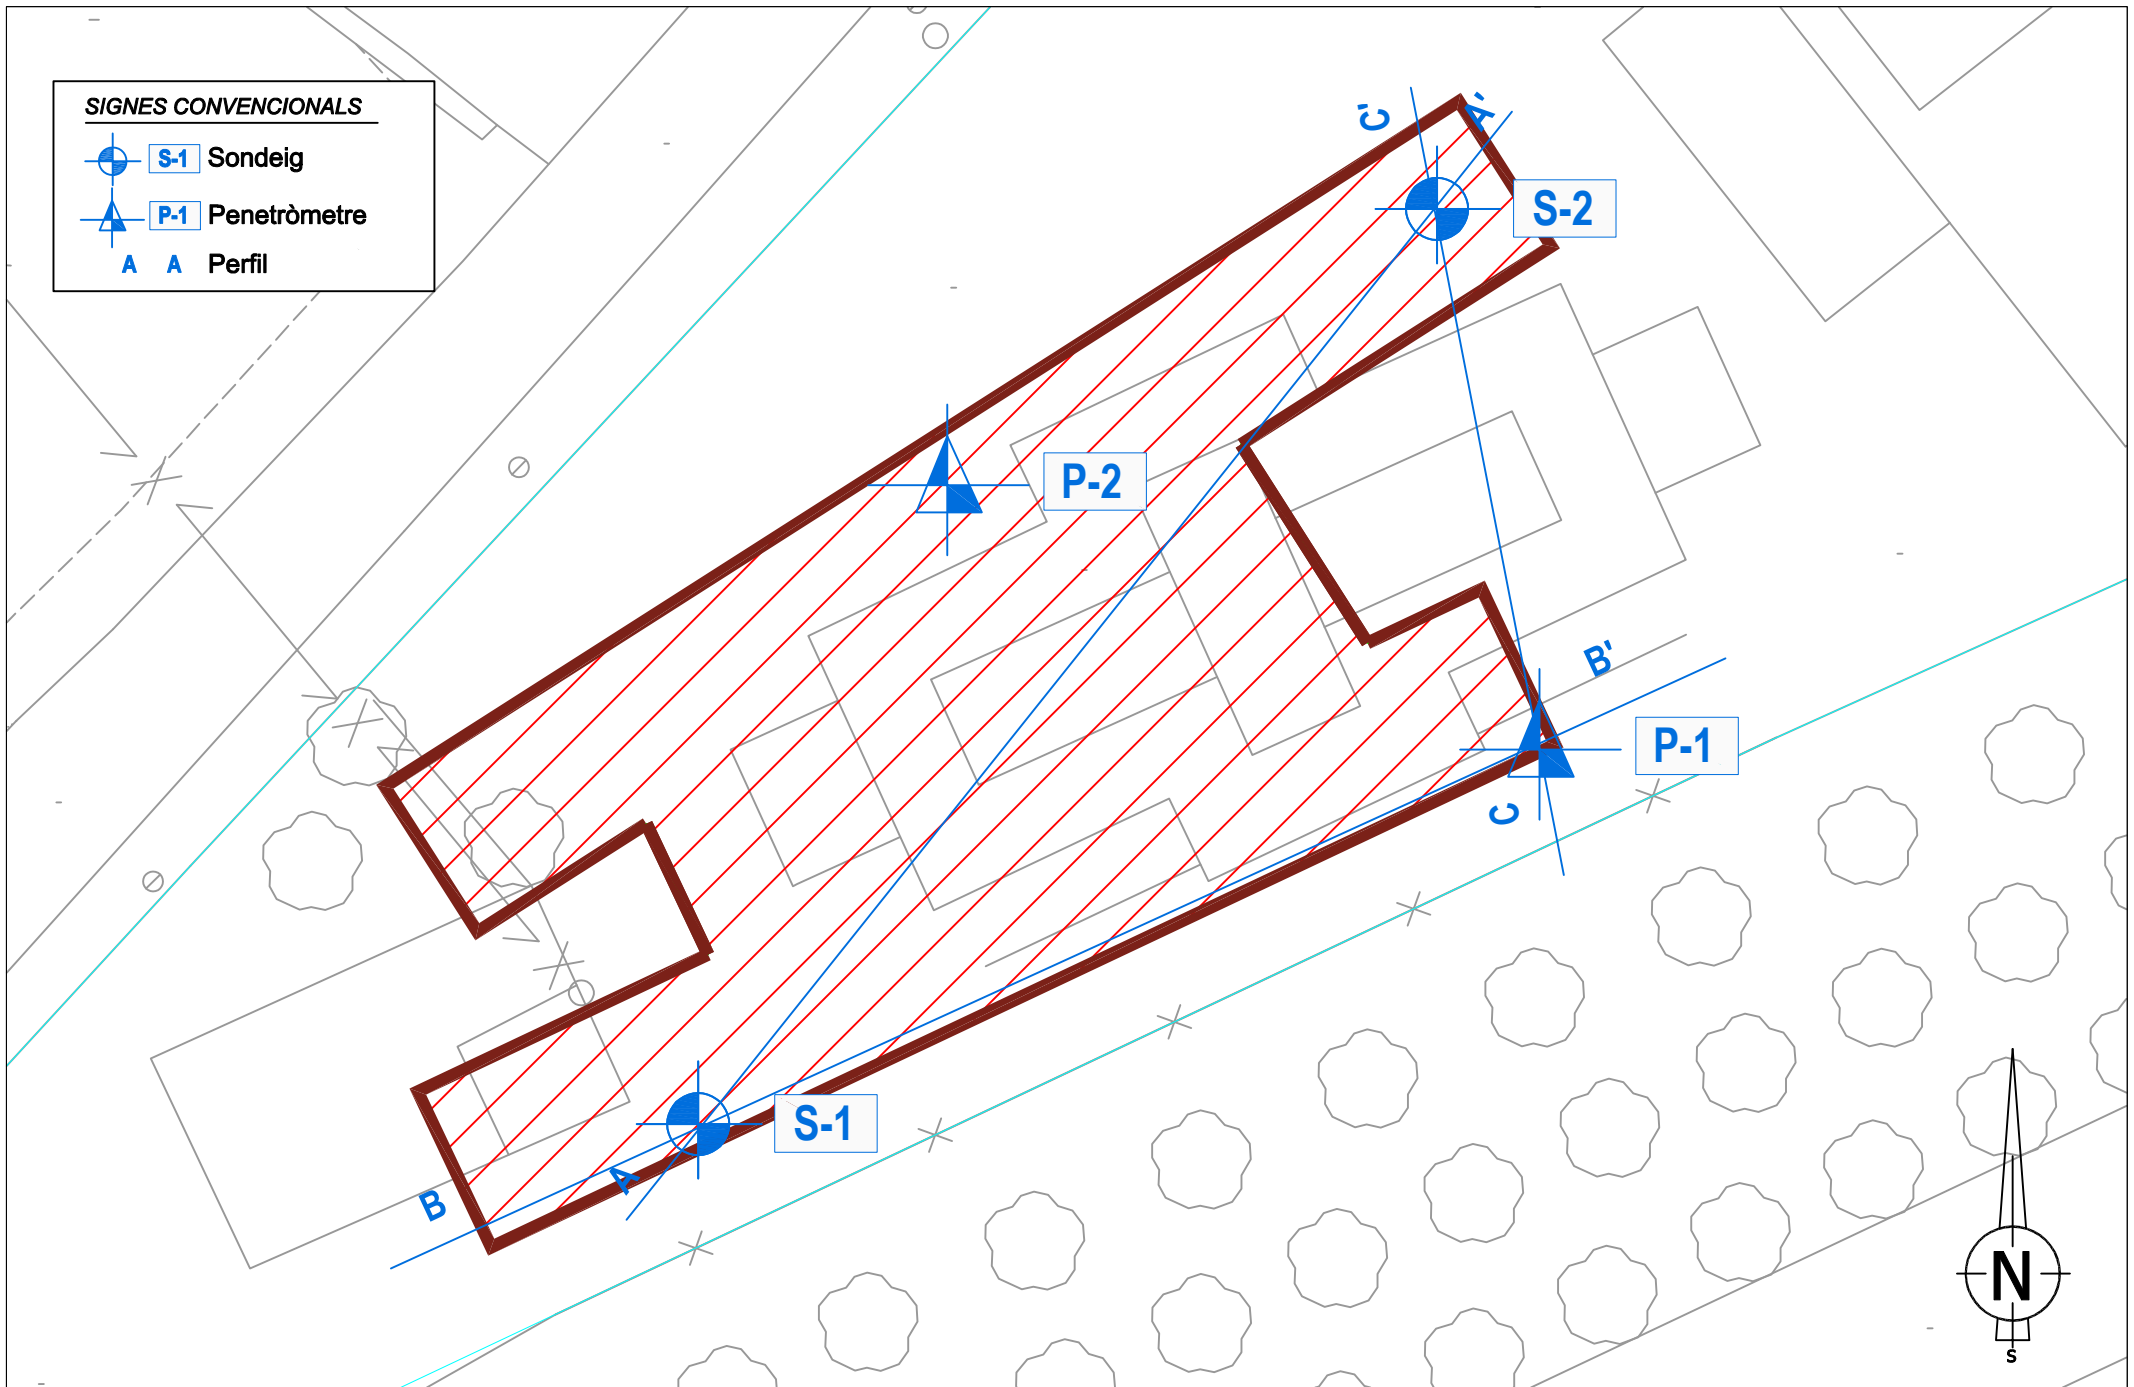 SIGNES CONVENCIONALS
S-1 Sondeig
P-1 Penetròmetre
A A Perfil
C'
A'
S-2
P-2
B'
P-1
C
S-1
A
B
N
S